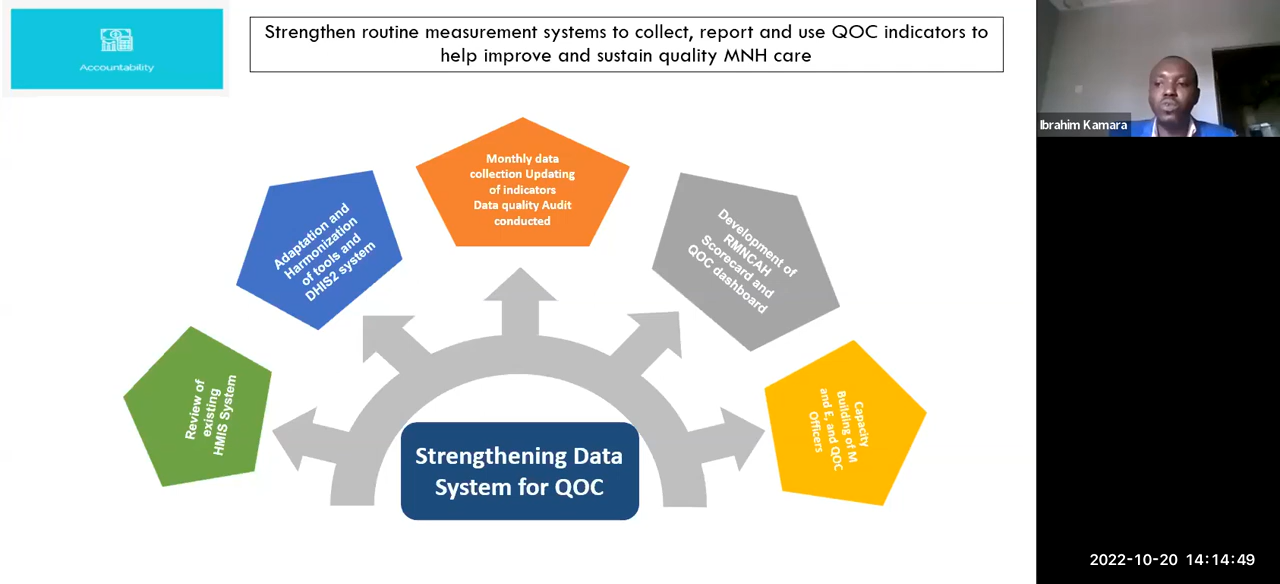 Accountability
Strengthen routine measurement systems to collect, report and use QOC indicators to
help improve and sustain quality MNH care
Ibrahim Kamara
Review of
existing
HMIS System
Adaptation and
Harmonization
of tools and
DHIS2 system
Monthly data
collection Updating
of indicators
Data quality Audit
conducted
Development of
RMNCAH
Scorecard and
QOC dashboard
Capacity
Building of M
and E, and QOC
Officers
Strengthening Data
System for QOC
2022-10-20 14:14:49